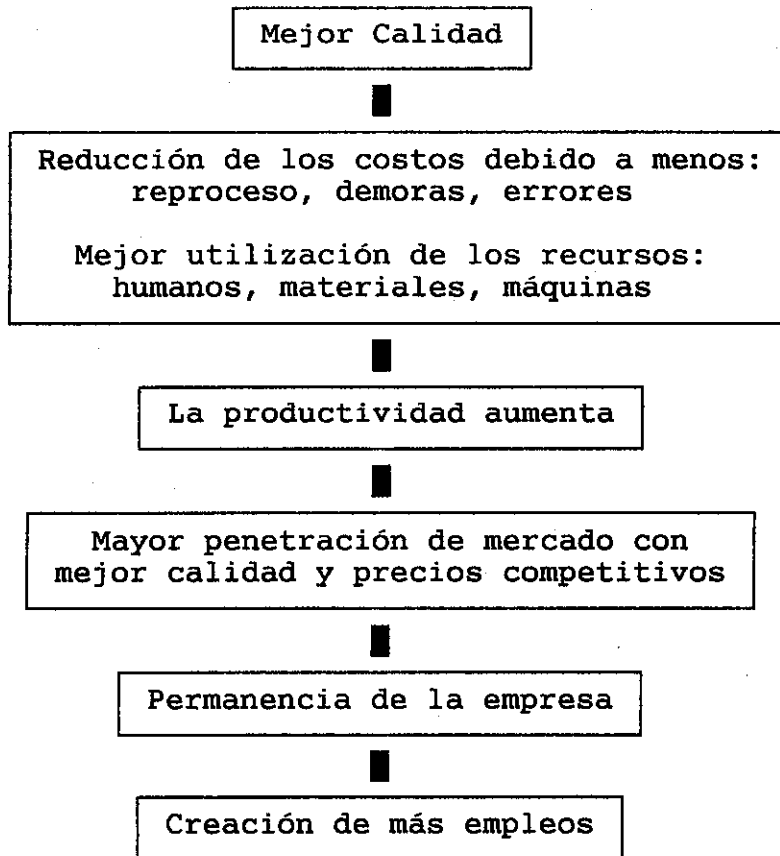 Mejor Calidad
Reducción de los costos debido a menos:
reproceso, demoras, errores
Mejor utilización de los recursos:
humanos, materiales, máquinas
La productividad aumenta
Mayor penetración de mercado con
mejor calidad y precios competitivos
Permanencia de la empresa
Creación de más empleos